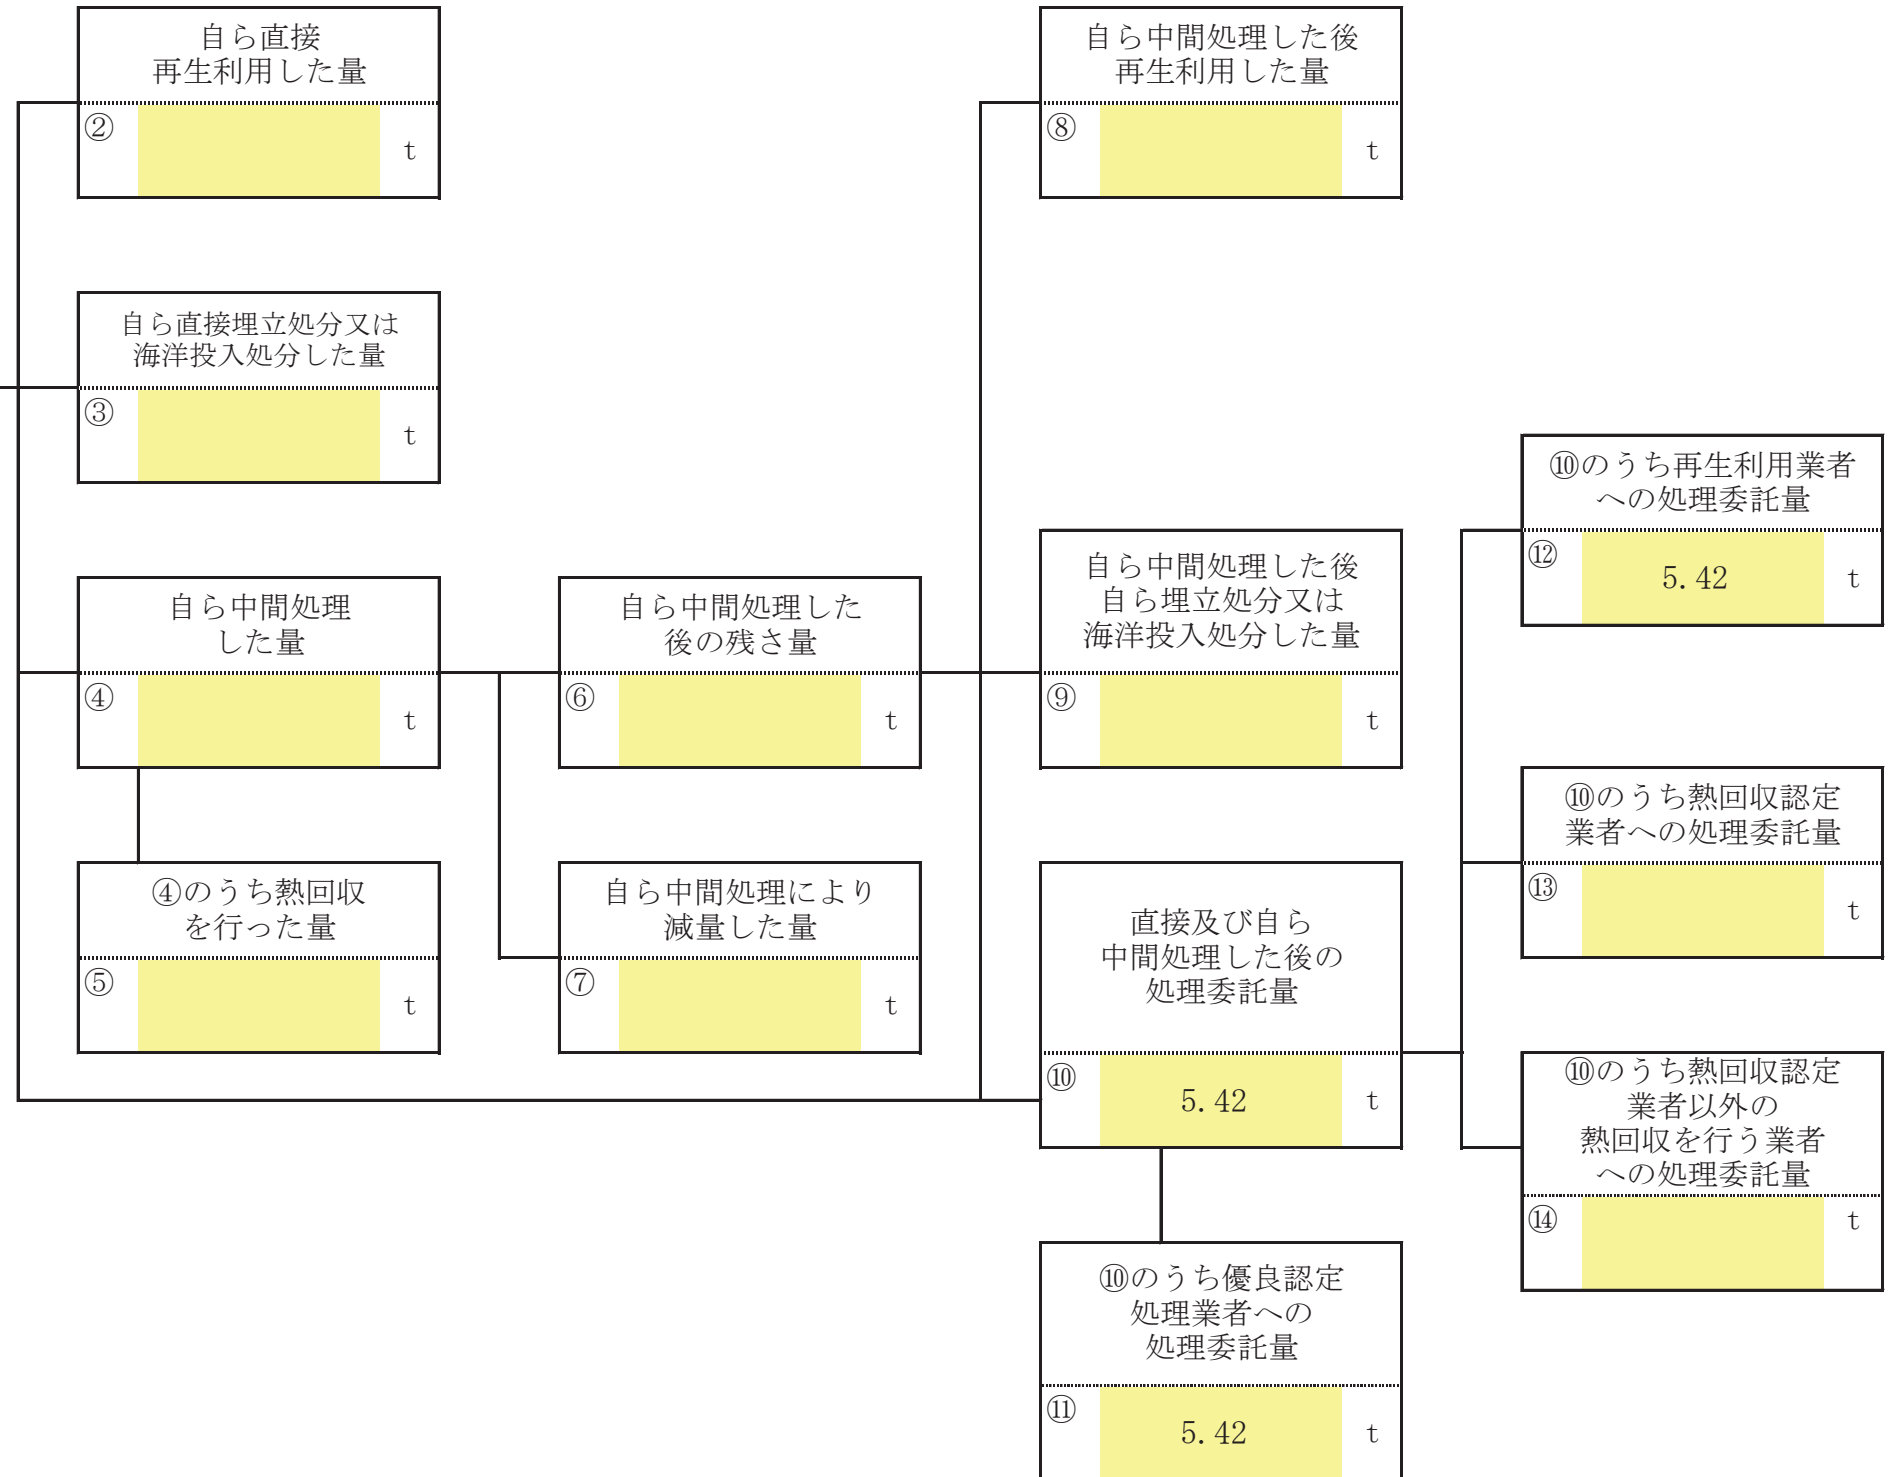 自ら直接
再生利用した量
②
t
自ら中間処理した後
再生利用した量
⑧
t
自ら直接埋立処分又は
海洋投入処分した量
③
t
⑩のうち再生利用業者
への処理委託量
⑫
5.42
t
自ら中間処理
した量
④
t
自ら中間処理した
後の残さ量
⑥
t
自ら中間処理した後
自ら埋立処分又は
海洋投入処分した量
⑨
t
⑩のうち熱回収認定
業者への処理委託量
⑬
t
④のうち熱回収
を行った量
⑤
t
自ら中間処理により
減量した量
⑦
t
直接及び自ら
中間処理した後の
処理委託量
⑩
5.42
t
⑩のうち熱回収認定
業者以外の
熱回収を行う業者
への処理委託量
⑭
t
⑩のうち優良認定
処理業者への
処理委託量
⑪
5.42
t